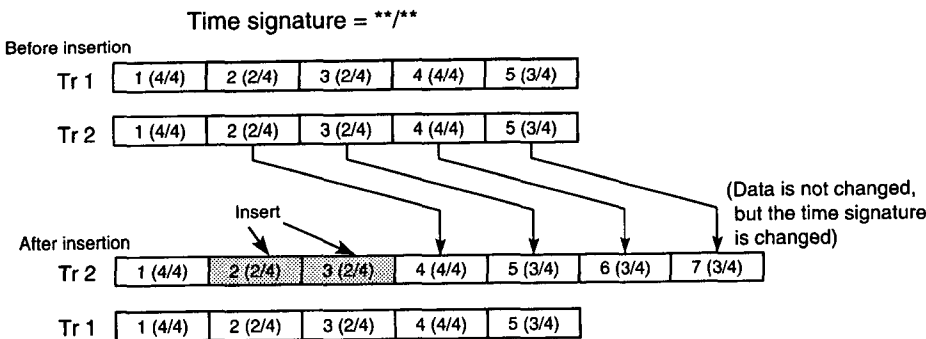 Time signature = **/**
Before insertion
Tr 1 1 (4/4) 2 (2/4) 3 (2/4) 4 (4/4) 5 (3/4)
Tr 2 1 (4/4) 2 (2/4) 3 (2/4) 4 (4/4) 5 (3/4)
(Data is not changed,
but the time signature
is changed)
Insert
After insertion
Tr 2 1 (4/4) 2 (2/4) 3 (2/4) 4 (4/4) 5 (3/4) 6 (3/4) 7 (3/4)
Tr 1 1 (4/4) 2 (2/4) 3 (2/4) 4 (4/4) 5 (3/4)